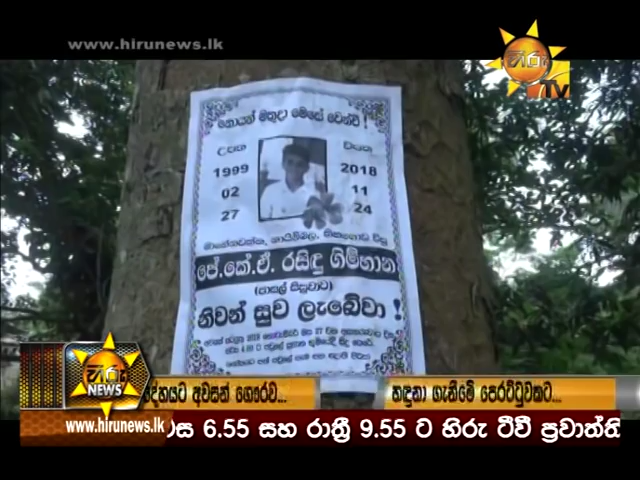 www.hirunews.lk
හිරු
TV
නොයන් මතුදා මෙසේ වෙන්වී !
උපත
විපත
1999
2018
02
11
27
24
පේ.කේ.ඒ. රසිඳු ගිම්හාන
(පාසල් සිසුවාට)
නිවන් සුව ලැබේවා !
හිරු
NEWS
දේහයට අවසන් ගෞරව...
හඳුනා ගැනීමේ පෙරට්ටුවකට...
www.hirunews.lk
ස 6.55 සහ රාත්‍රී 9.55 ට හිරු ටීවී ප්‍රවාත්ති